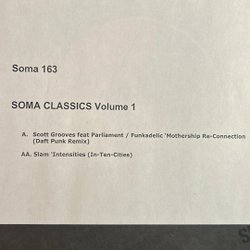 Soma 163
SOMA CLASSICS Volume 1
A. Scott Grooves feat Parliament / Funkadelic 'Mothership Re-Connection
(Daft Punk Remix)
AA. Slam 'Intensities (In-Ten-Cities)